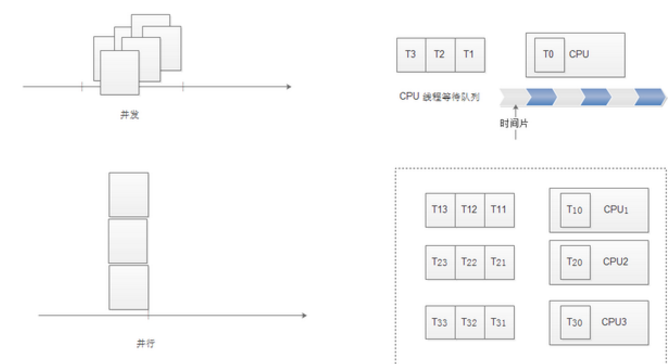 T3 T2 T1 T0 CPU
CPU 线程等待队列
并发
时间片
T13 T12 T11 T10 CPU1
T23 T22 T21 T20 CPU2
T33 T32 T31 T30 CPU3
并行